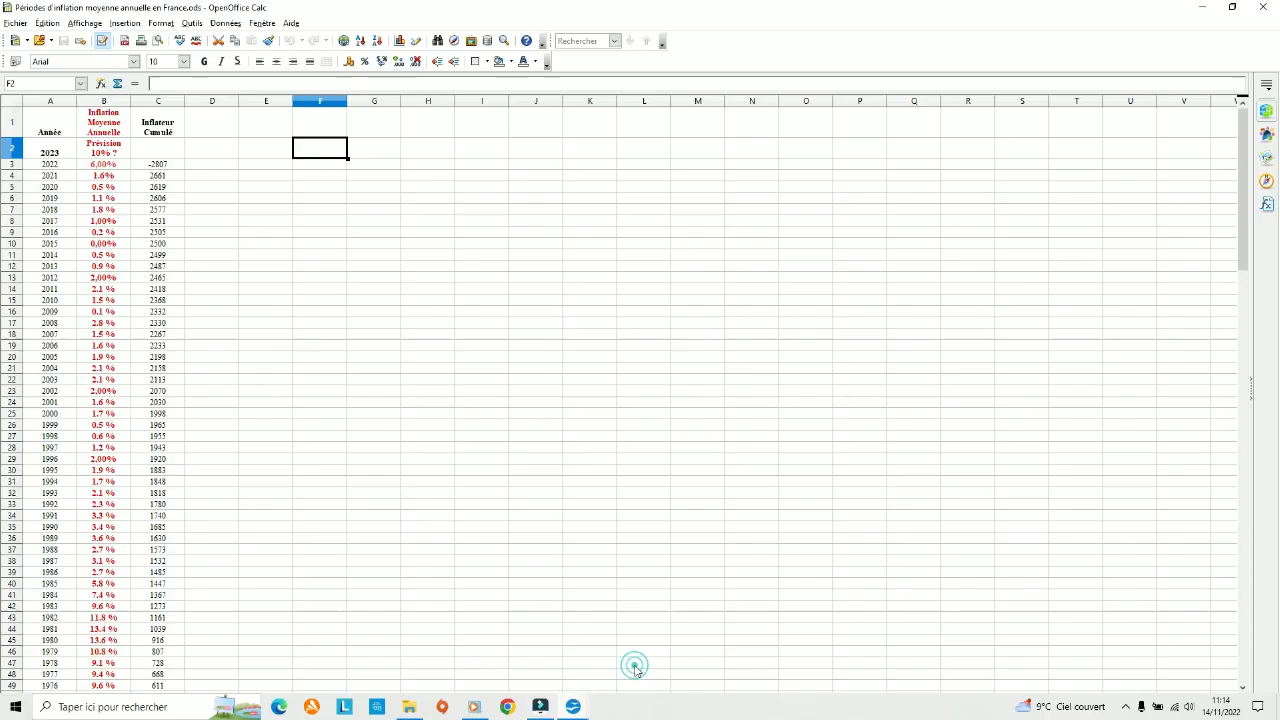 Périodes d'inflation moyenne annuelle en France.ods - OpenOffice Calc
Fichier Édition Affichage Insertion Format Outils Données Fenêtre Aide
Rechercher
Arial 10 G I S
F2
A B C D E F G H I J K L M N O P Q R S T U V
1 Année Inflation Moyenne Annuelle Inflateur Cumulé
2 2023 Prévision 10% ?
3 2022 6,00% -2807
4 2021 1.6% 2661
5 2020 0.5 % 2619
6 2019 1.1 % 2606
7 2018 1.8 % 2577
8 2017 1,00% 2531
9 2016 0.2 % 2505
10 2015 0,00% 2500
11 2014 0.5 % 2499
12 2013 0.9 % 2487
13 2012 2,00% 2465
14 2011 2.1 % 2418
15 2010 1.5 % 2368
16 2009 0.1 % 2332
17 2008 2.8 % 2330
18 2007 1.5 % 2267
19 2006 1.6 % 2233
20 2005 1.9 % 2198
21 2004 2.1 % 2158
22 2003 2.1 % 2113
23 2002 2,00% 2070
24 2001 1.6 % 2030
25 2000 1.7 % 1998
26 1999 0.5 % 1965
27 1998 0.6 % 1955
28 1997 1.2 % 1943
29 1996 2,00% 1920
30 1995 1.9 % 1883
31 1994 1.7 % 1848
32 1993 2.1 % 1818
33 1992 2.3 % 1780
34 1991 3.3 % 1740
35 1990 3.4 % 1685
36 1989 3.6 % 1630
37 1988 2.7 % 1573
38 1987 3.1 % 1532
39 1986 2.7 % 1485
40 1985 5.8 % 1447
41 1984 7.4 % 1367
42 1983 9.6 % 1273
43 1982 11.8 % 1161
44 1981 13.4 % 1039
45 1980 13.6 % 916
46 1979 10.8 % 807
47 1978 9.1 % 728
48 1977 9.4 % 668
49 1976 9.6 % 611
Taper ici pour rechercher
9°C Ciel couvert
11:14
14/11/2022